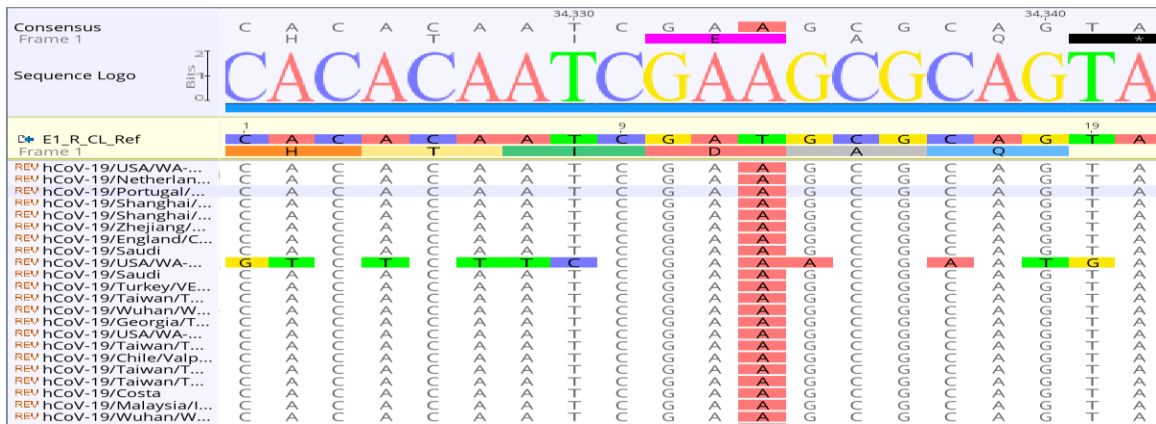 34,330 34,340
Consensus C A C A C A A T C G A A G C G C A G T A
Frame 1 H T I E A Q *
Sequence Logo Bits 2 1 0 CACACAATCGAAGCGCAGTA
1 9 19
E1_R_CL_Ref C A C A C A A T C G A T G C G C A G T A
Frame 1 H T I D A Q
REV hCoV-19/USA/WA-... C A C A C A A T C G A A G C G C A G T A
REV hCoV-19/Netherlan... C A C A C A A T C G A A G C G C A G T A
REV hCoV-19/Portugal/... C A C A C A A T C G A A G C G C A G T A
REV hCoV-19/Shanghai/... C A C A C A A T C G A A G C G C A G T A
REV hCoV-19/Shanghai/... C A C A C A A T C G A A G C G C A G T A
REV hCoV-19/Zhejiang/... C A C A C A A T C G A A G C G C A G T A
REV hCoV-19/England/C... C A C A C A A T C G A A G C G C A G T A
REV hCoV-19/Saudi C A C A C A A T C G A A G C G C A G T A
REV hCoV-19/USA/WA-... G T C T C T T C C G A A A C G A A T G A
REV hCoV-19/Saudi C A C A C A A T C G A A G C G C A G T A
REV hCoV-19/Turkey/VE... C A C A C A A T C G A A G C G C A G T A
REV hCoV-19/Taiwan/T... C A C A C A A T C G A A G C G C A G T A
REV hCoV-19/Wuhan/W... C A C A C A A T C G A A G C G C A G T A
REV hCoV-19/Georgia/T... C A C A C A A T C G A A G C G C A G T A
REV hCoV-19/USA/WA-... C A C A C A A T C G A A G C G C A G T A
REV hCoV-19/Taiwan/T... C A C A C A A T C G A A G C G C A G T A
REV hCoV-19/Chile/Valp... C A C A C A A T C G A A G C G C A G T A
REV hCoV-19/Taiwan/T... C A C A C A A T C G A A G C G C A G T A
REV hCoV-19/Taiwan/T... C A C A C A A T C G A A G C G C A G T A
REV hCoV-19/Costa C A C A C A A T C G A A G C G C A G T A
REV hCoV-19/Malaysia/I... C A C A C A A T C G A A G C G C A G T A
REV hCoV-19/Wuhan/W... C A C A C A A T C G A A G C G C A G T A